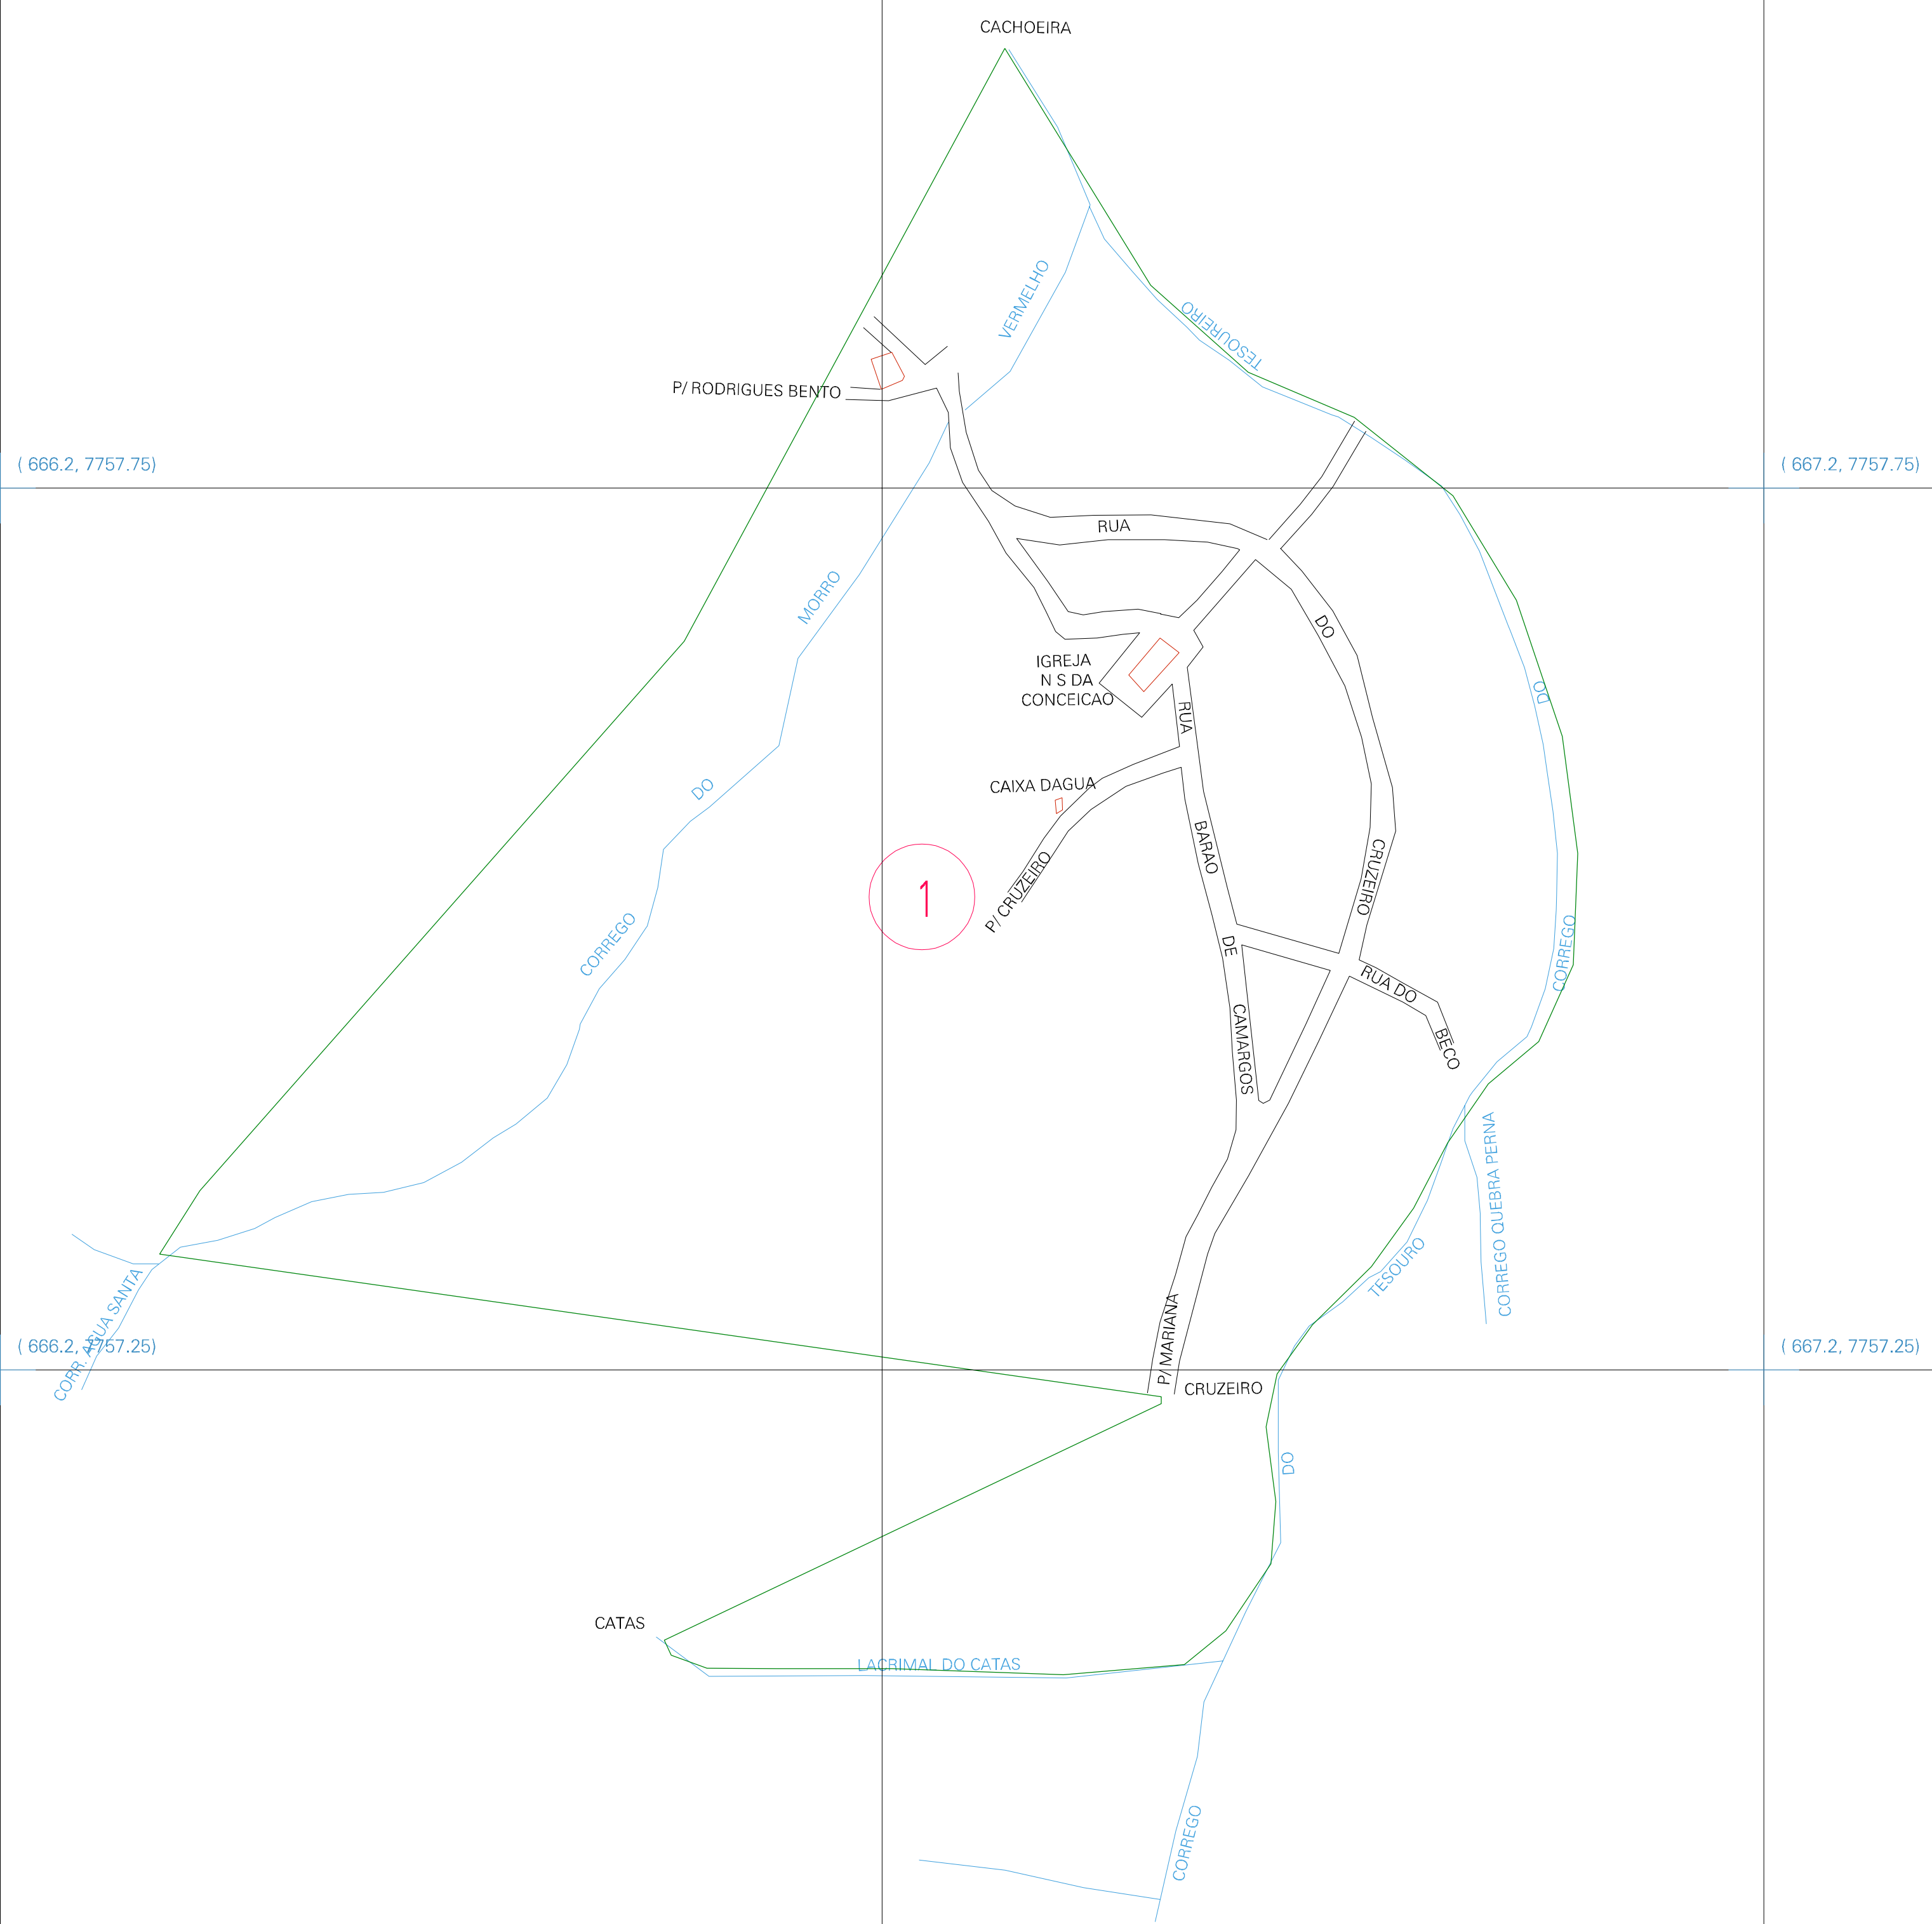 CACHOEIRA
VERMELHO
TESOUREIRO
P/ RODRIGUES BENTO
( 666.2, 7757.75)
( 667.2, 7757.75)
RUA
MORRO
DO
IGREJA
N S DA
CONCEICAO
RUA
DO
DO
CAIXA DAGUA
BARAO
CRUZEIRO
P/ CRUZEIRO
1
CORREGO
DE
CORREGO
RUA DO
CAMARGOS
BECO
CORREGO QUEBRA PERNA
TESOURO
CORR. AGUA SANTA
P/ MARIANA
( 666.2, 7757.25)
( 667.2, 7757.25)
CRUZEIRO
DO
CATAS
LACRIMAL DO CATAS
CORREGO